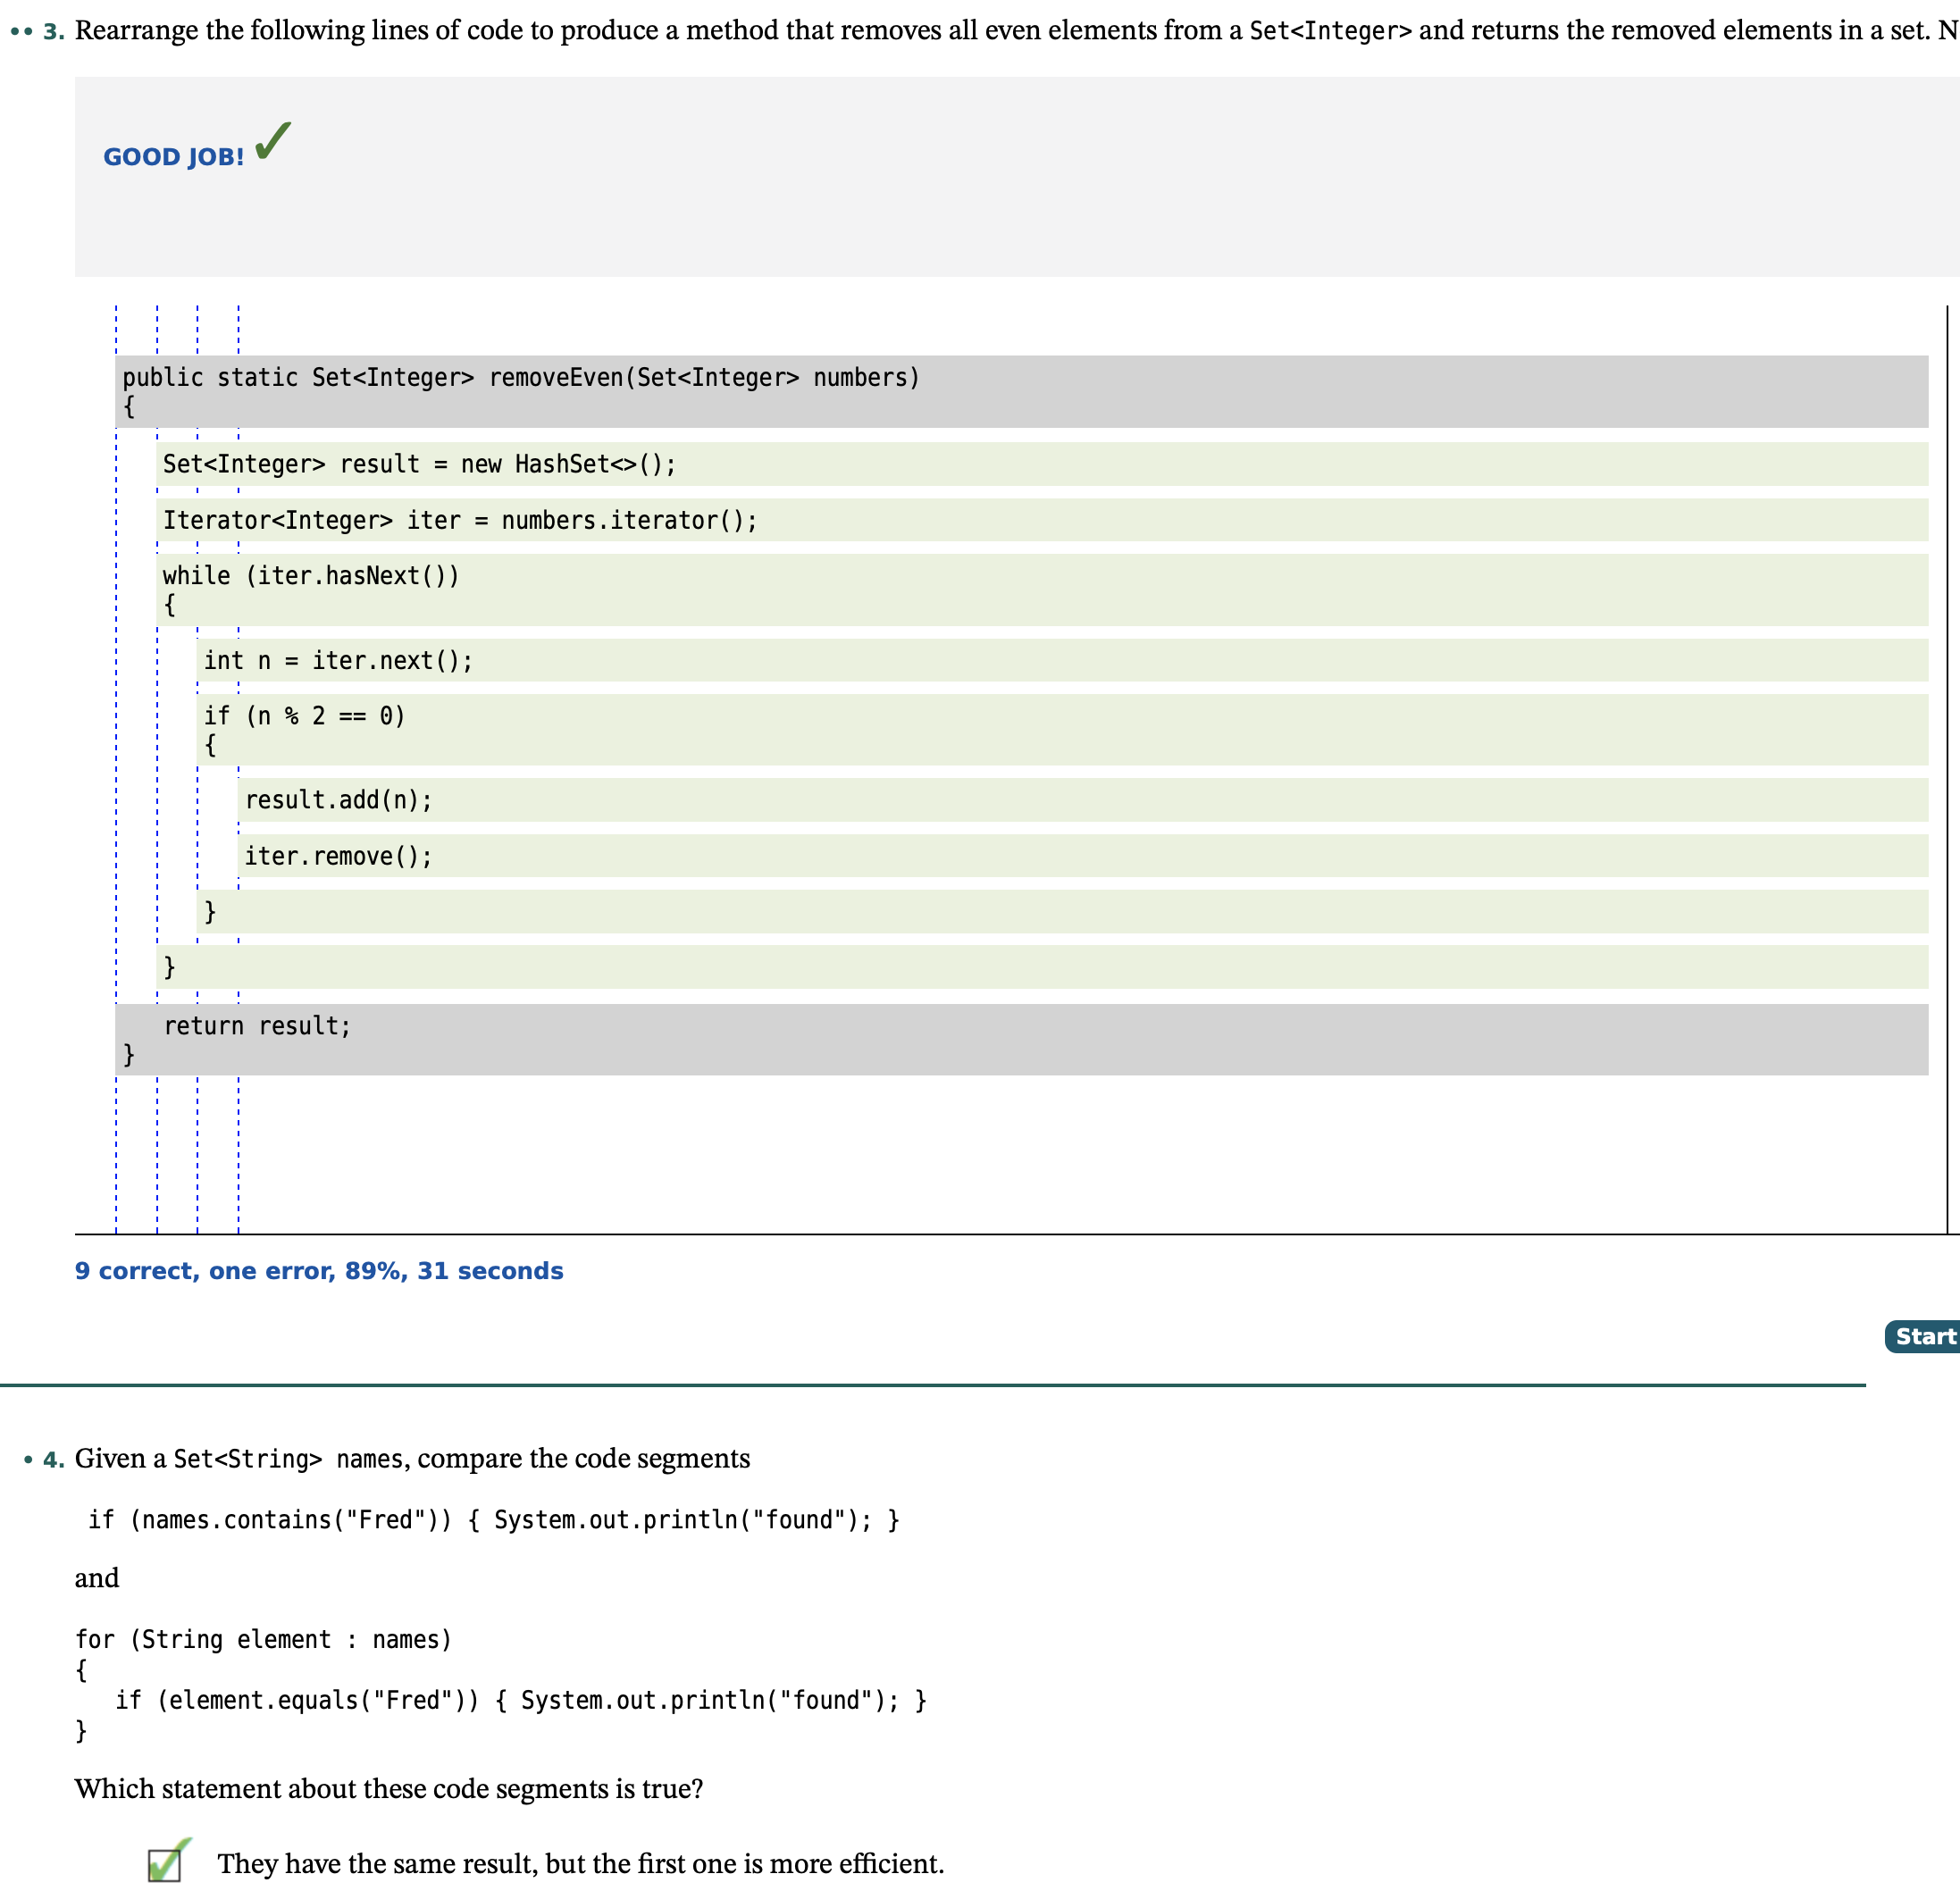 •• 3. Rearrange the following lines of code to produce a method that removes all even elements from a Set<Integer> and returns the removed elements in a set. N
GOOD JOB! ✓
public static Set<Integer> removeEven(Set<Integer> numbers)
{
Set<Integer> result = new HashSet<>();
Iterator<Integer> iter = numbers.iterator();
while (iter.hasNext())
{
int n = iter.next();
if (n % 2 == 0)
{
result.add(n);
iter.remove();
}
}
return result;
}
9 correct, one error, 89%, 31 seconds
Start
• 4. Given a Set<String> names, compare the code segments
if (names.contains("Fred")) { System.out.println("found"); }
and
for (String element : names)
{
if (element.equals("Fred")) { System.out.println("found"); }
}
Which statement about these code segments is true?
They have the same result, but the first one is more efficient.